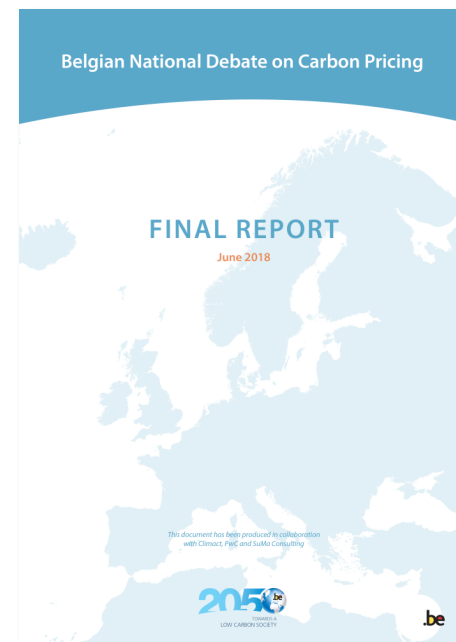 Belgian National Debate on Carbon Pricing
FINAL REPORT
June 2018
This document has been produced in collaboration
with Climact, PwC and SuMa Consulting
2050
.be
TOWARDS A
LOW CARBON SOCIETY
.be